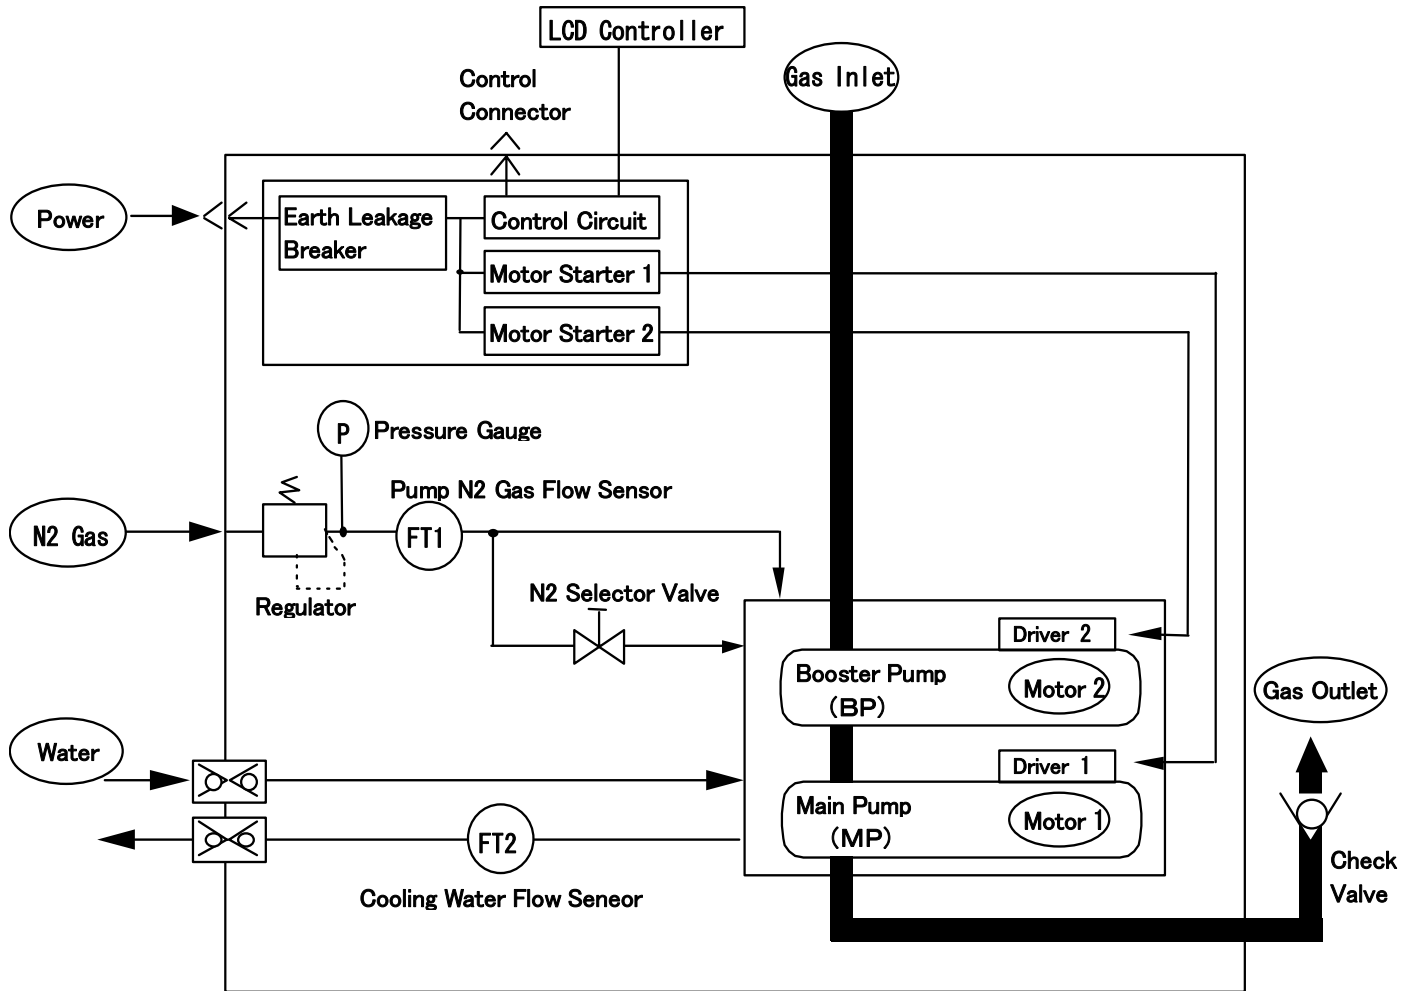 LCD Controller
Control
Connector
Gas Inlet
Power
Earth Leakage
Breaker
Control Circuit
Motor Starter 1
Motor Starter 2
P
Pressure Gauge
Pump N2 Gas Flow Sensor
N2 Gas
FT1
Regulator
N2 Selector Valve
Driver 2
Booster Pump
(BP)
Motor 2
Gas Outlet
Water
Driver 1
Main Pump
(MP)
Motor 1
FT2
Cooling Water Flow Seneor
Check
Valve